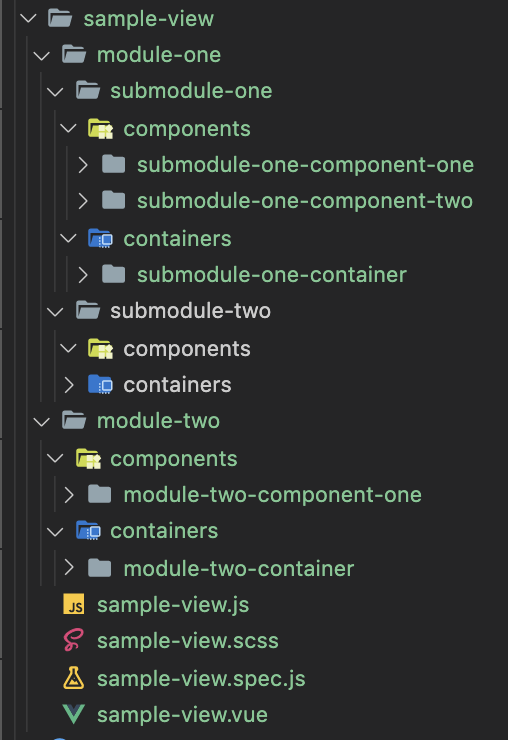 sample-view
module-one
submodule-one
components
submodule-one-component-one
submodule-one-component-two
containers
submodule-one-container
submodule-two
components
containers
module-two
components
module-two-component-one
containers
module-two-container
JS sample-view.js
sample-view.scss
sample-view.spec.js
sample-view.vue